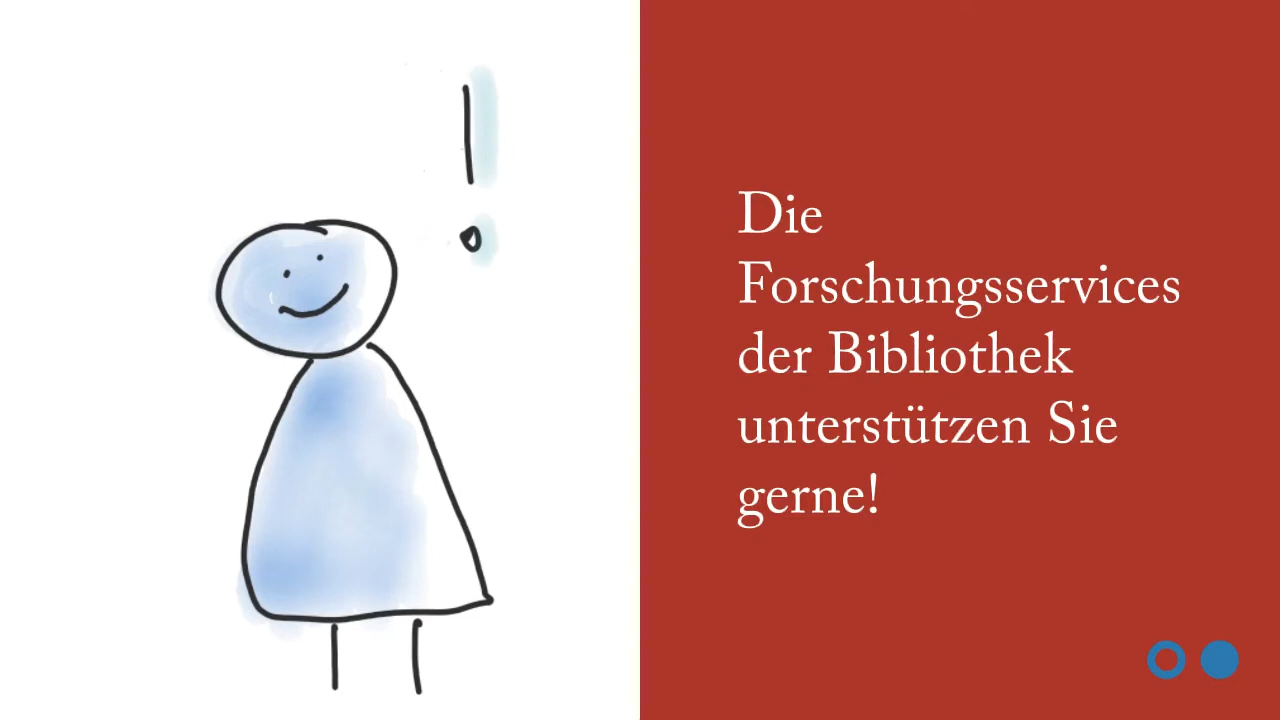 !
Die
Forschungsservices
der Bibliothek
unterstützen Sie
gerne!